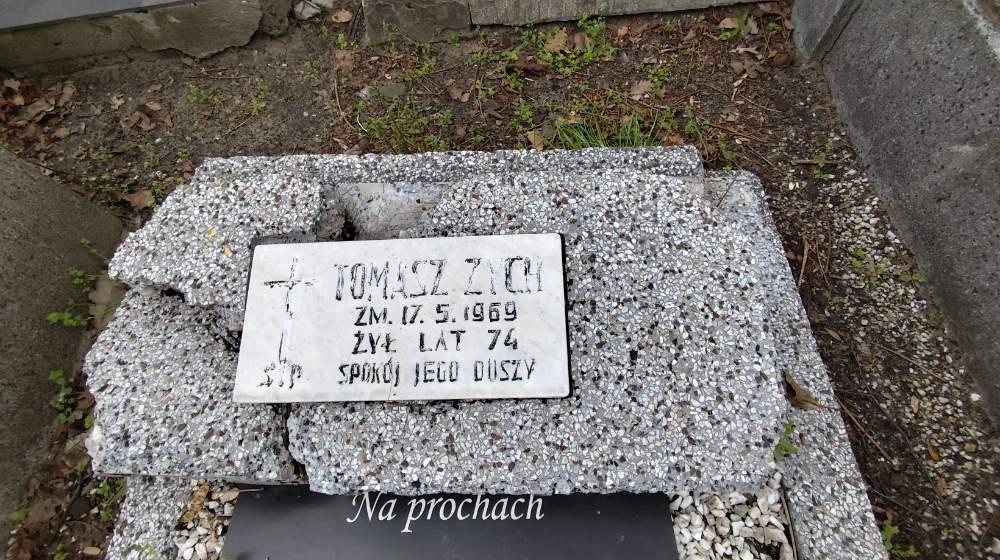 TOMASZ ZYCH
ZM. 17. 5. 1969
ŻYŁ LAT 74
Ś † P. SPOKÓJ JEGO DUSZY
Na prochach